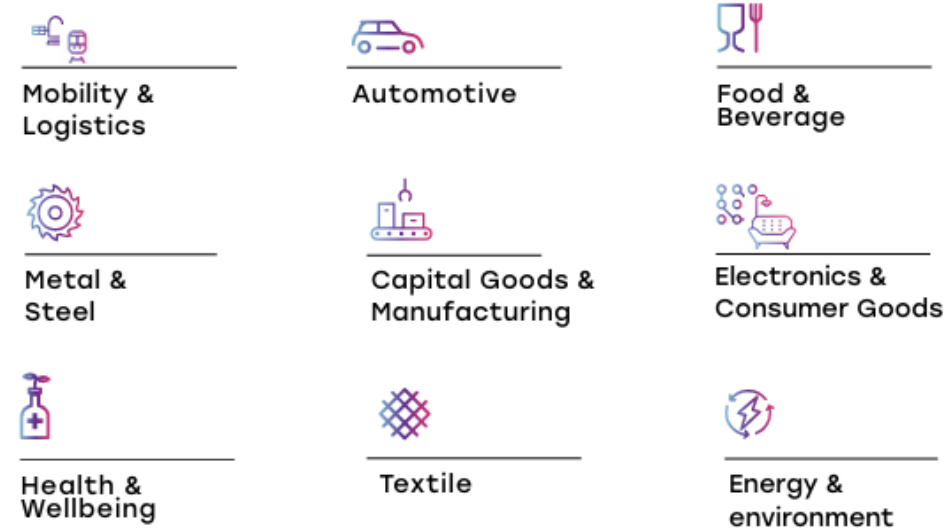 Mobility &
Logistics
Automotive
Food &
Beverage
Metal &
Steel
Capital Goods &
Manufacturing
Electronics &
Consumer Goods
Health &
Wellbeing
Textile
Energy &
environment